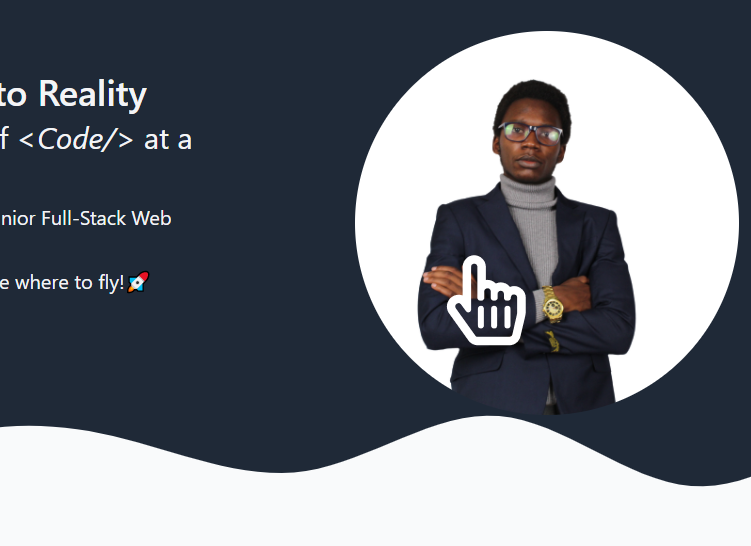 to Reality
f <Code/> at a
nior Full-Stack Web
e where to fly!🚀